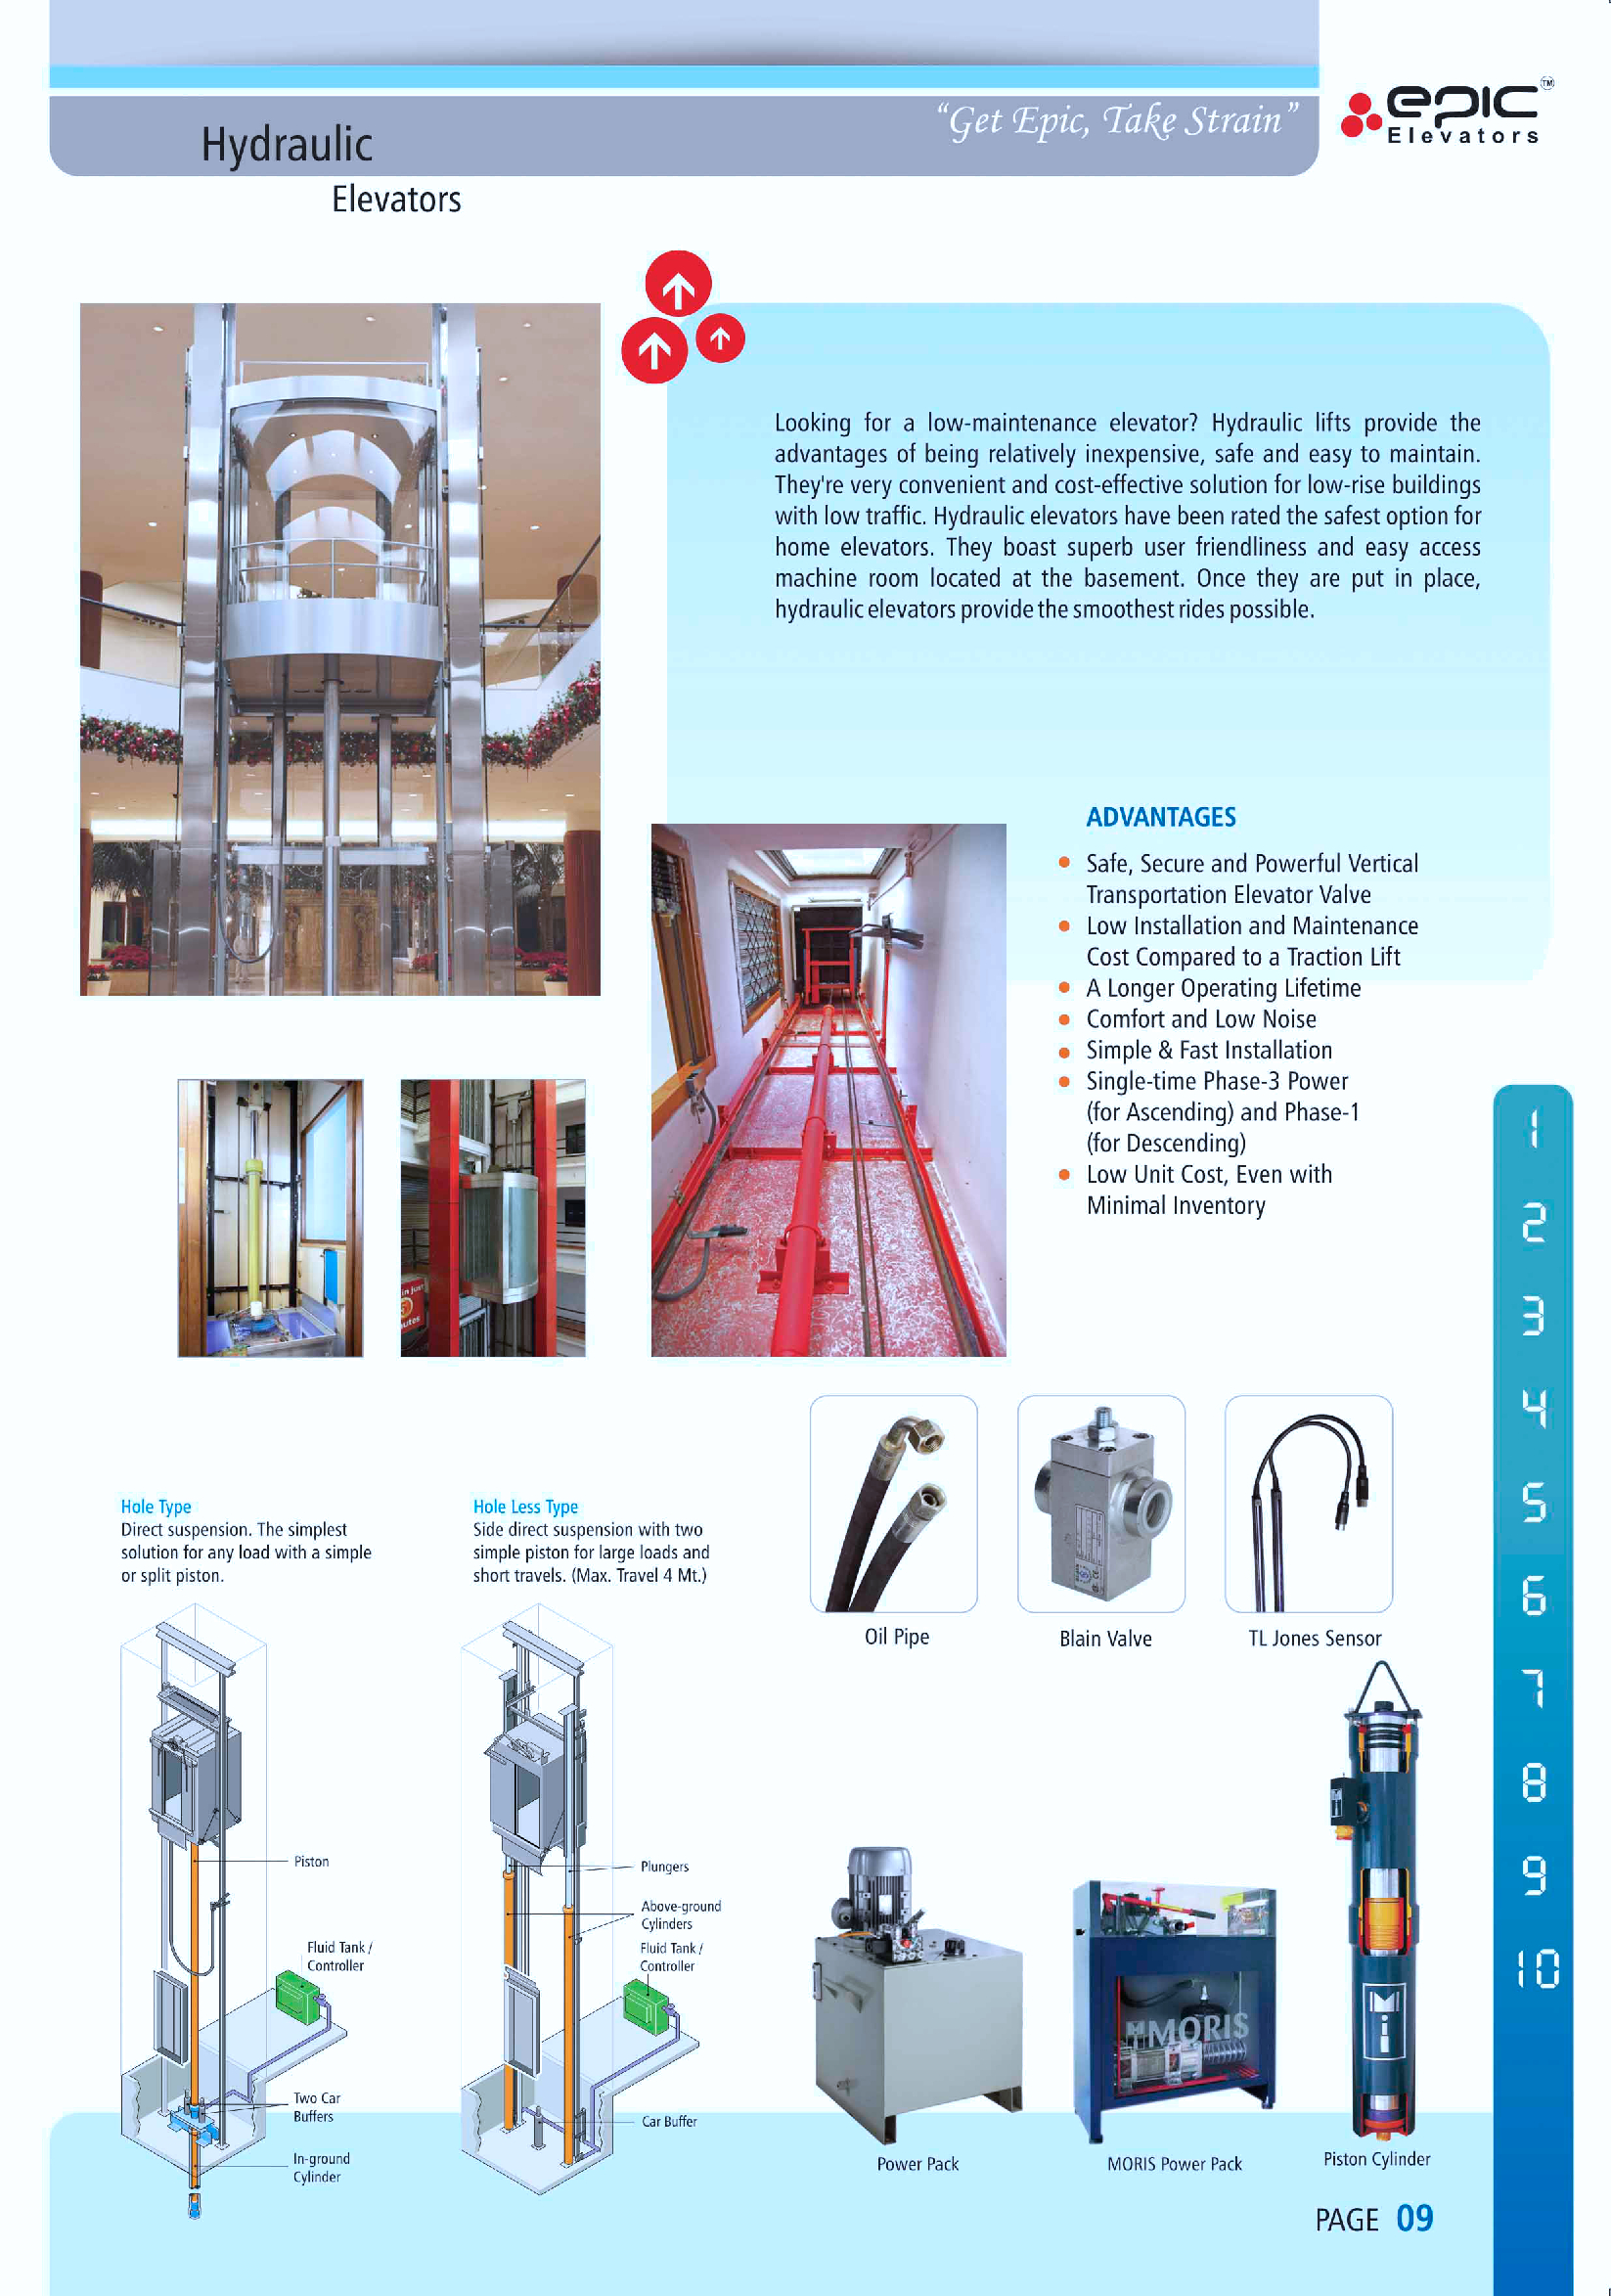 "Get Epic, Take Strain"
epic TM
Elevators
Hydraulic
Elevators
Looking for a low-maintenance elevator? Hydraulic lifts provide the
advantages of being relatively inexpensive, safe and easy to maintain.
They're very convenient and cost-effective solution for low-rise buildings
with low traffic. Hydraulic elevators have been rated the safest option for
home elevators. They boast superb user friendliness and easy access
machine room located at the basement. Once they are put in place,
hydraulic elevators provide the smoothest rides possible.
ADVANTAGES
Safe, Secure and Powerful Vertical
Transportation Elevator Valve
Low Installation and Maintenance
Cost Compared to a Traction Lift
A Longer Operating Lifetime
Comfort and Low Noise
Simple & Fast Installation
Single-time Phase-3 Power
(for Ascending) and Phase-1
(for Descending)
Low Unit Cost, Even with
Minimal Inventory
1
2
3
4
5
6
7
8
9
10
Hole Type
Direct suspension. The simplest
solution for any load with a simple
or split piston.
Hole Less Type
Side direct suspension with two
simple piston for large loads and
short travels. (Max. Travel 4 Mt.)
Oil Pipe
Blain Valve
TL Jones Sensor
Piston
Fluid Tank /
Controller
Two Car
Buffers
In-ground
Cylinder
Plungers
Above-ground
Cylinders
Fluid Tank /
Controller
Car Buffer
MORIS
Power Pack
MORIS Power Pack
Piston Cylinder
PAGE 09